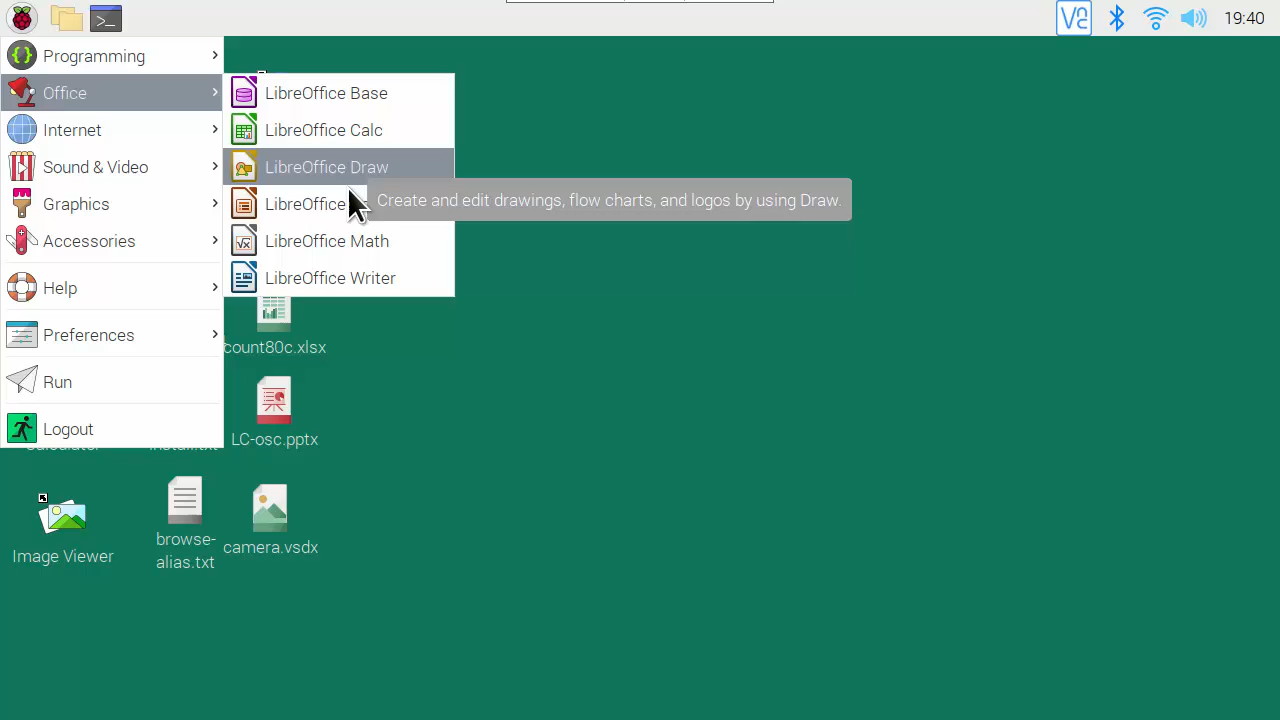 19:40
Programming
Office
Internet
Sound & Video
Graphics
Accessories
Help
Preferences
Run
Logout
LibreOffice Base
LibreOffice Calc
LibreOffice Draw
LibreOffice
LibreOffice Math
LibreOffice Writer
Create and edit drawings, flow charts, and logos by using Draw.
count80c.xlsx
LC-osc.pptx
Image Viewer
browse-
alias.txt
camera.vsdx